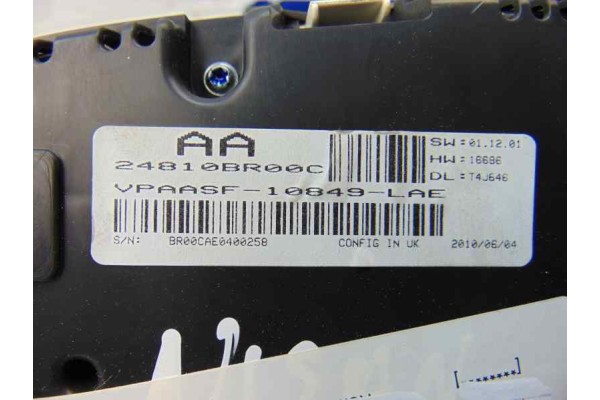 AA
24810BR00C
VPAASF-10849-LAE
SW: 01.12.01
HW: 16686
DL: T4J646
S/N: BR00CAE0400258 CONFIG IN UK 2010/06/04